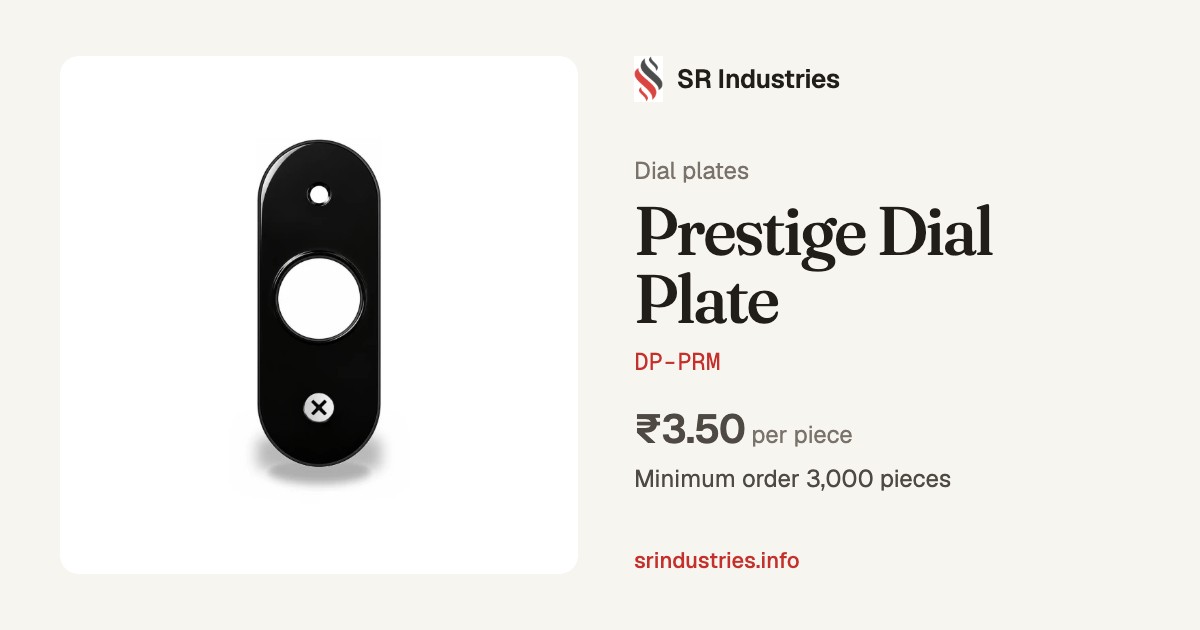 SR Industries
Dial plates
Prestige Dial
Plate
DP-PRM
₹3.50 per piece
Minimum order 3,000 pieces
srindustries.info